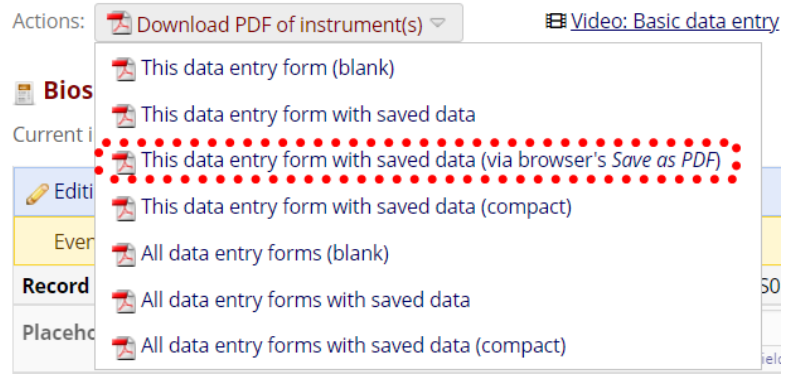 Actions: Download PDF of instrument(s) Video: Basic data entry
This data entry form (blank)
Bios
This data entry form with saved data
Current i
This data entry form with saved data (via browser's Save as PDF)
Editi
This data entry form with saved data (compact)
Even
All data entry forms (blank)
Record
All data entry forms with saved data
Placeho
All data entry forms with saved data (compact)